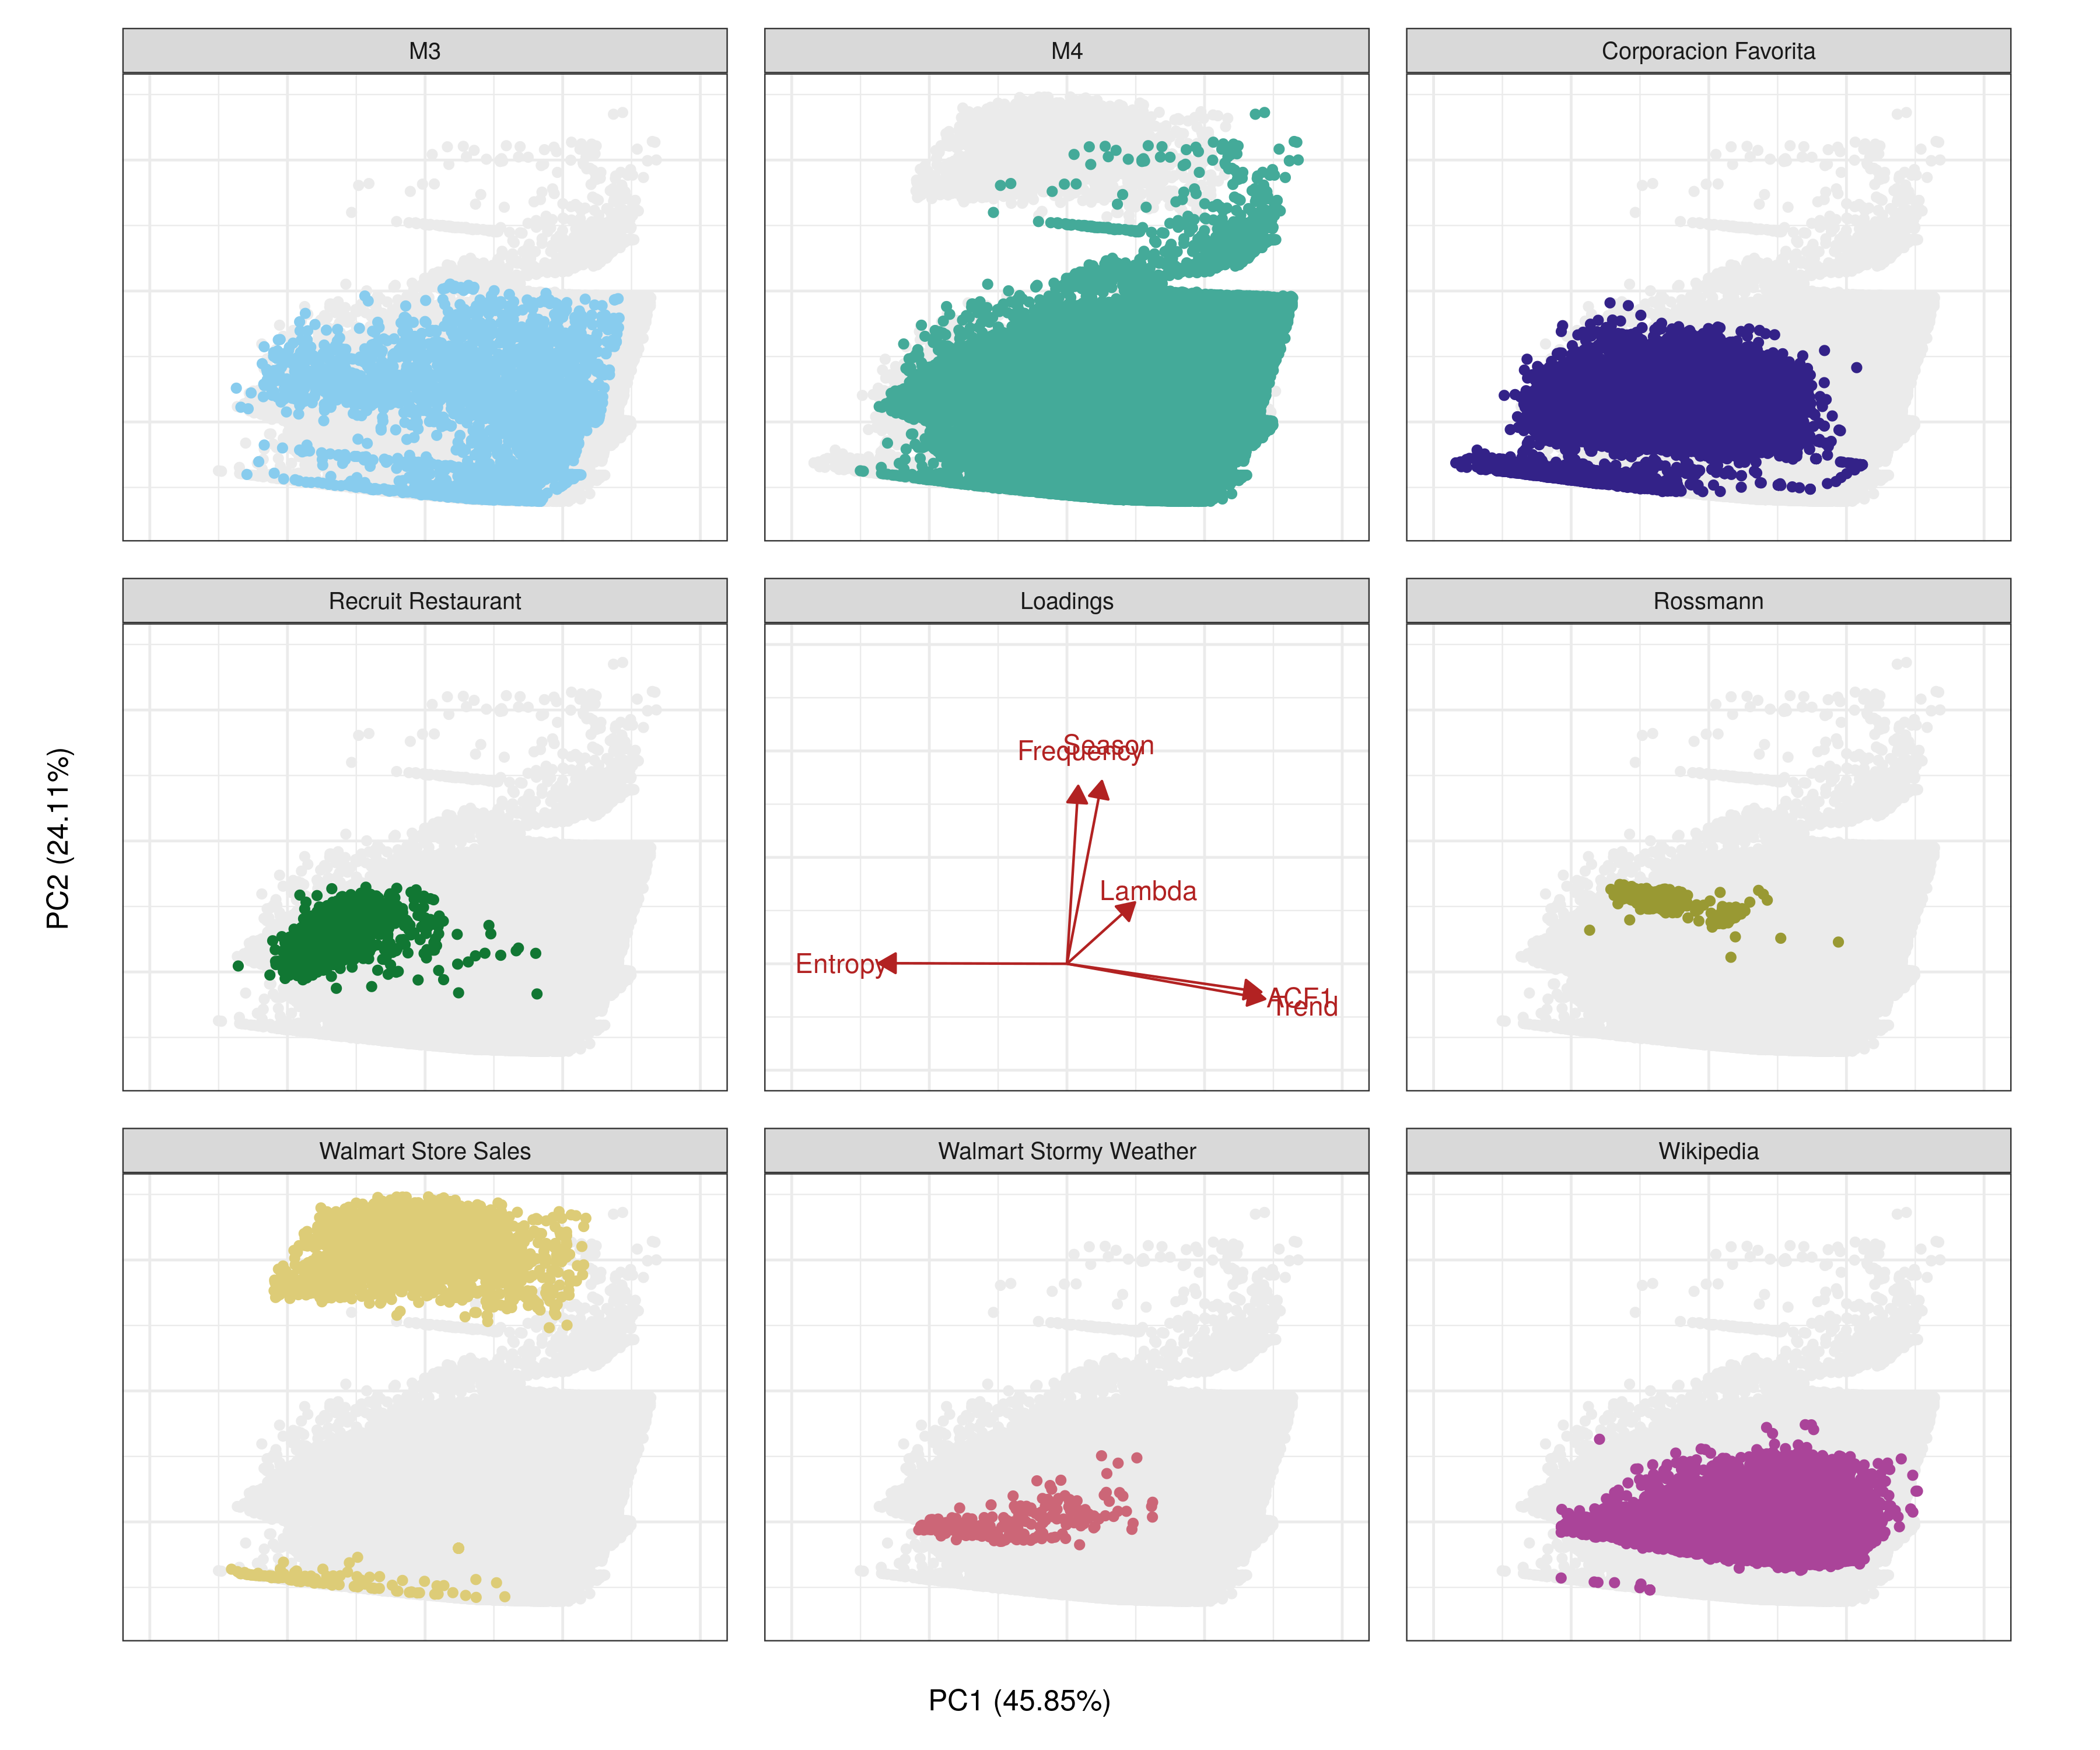 M3
M4
Corporacion Favorita
Recruit Restaurant
Loadings
Rossmann
Season
Frequency
Lambda
Entropy
ACF1
Trend
Walmart Store Sales
Walmart Stormy Weather
Wikipedia
PC2 (24.11%)
PC1 (45.85%)